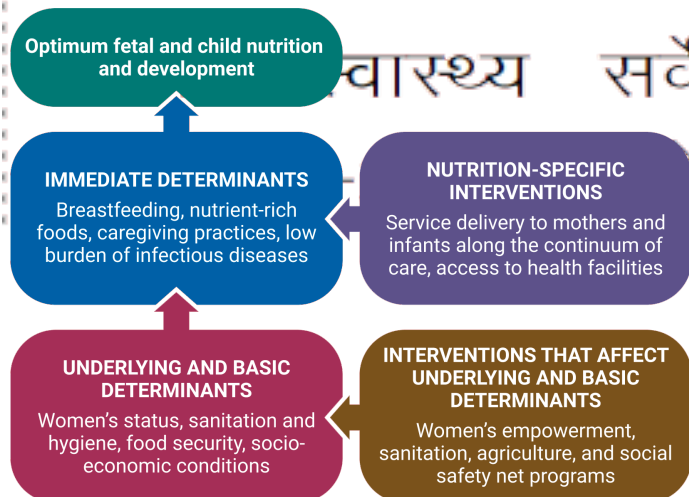 Optimum fetal and child nutrition
and development
स्वास्थ्य
IMMEDIATE DETERMINANTS
Breastfeeding, nutrient-rich
foods, caregiving practices, low
burden of infectious diseases
NUTRITION-SPECIFIC
INTERVENTIONS
Service delivery to mothers and
infants along the continuum of
care, access to health facilities
UNDERLYING AND BASIC
DETERMINANTS
Women’s status, sanitation and
hygiene, food security, socio-
economic conditions
INTERVENTIONS THAT AFFECT
UNDERLYING AND BASIC
DETERMINANTS
Women’s empowerment,
sanitation, agriculture, and social
safety net programs